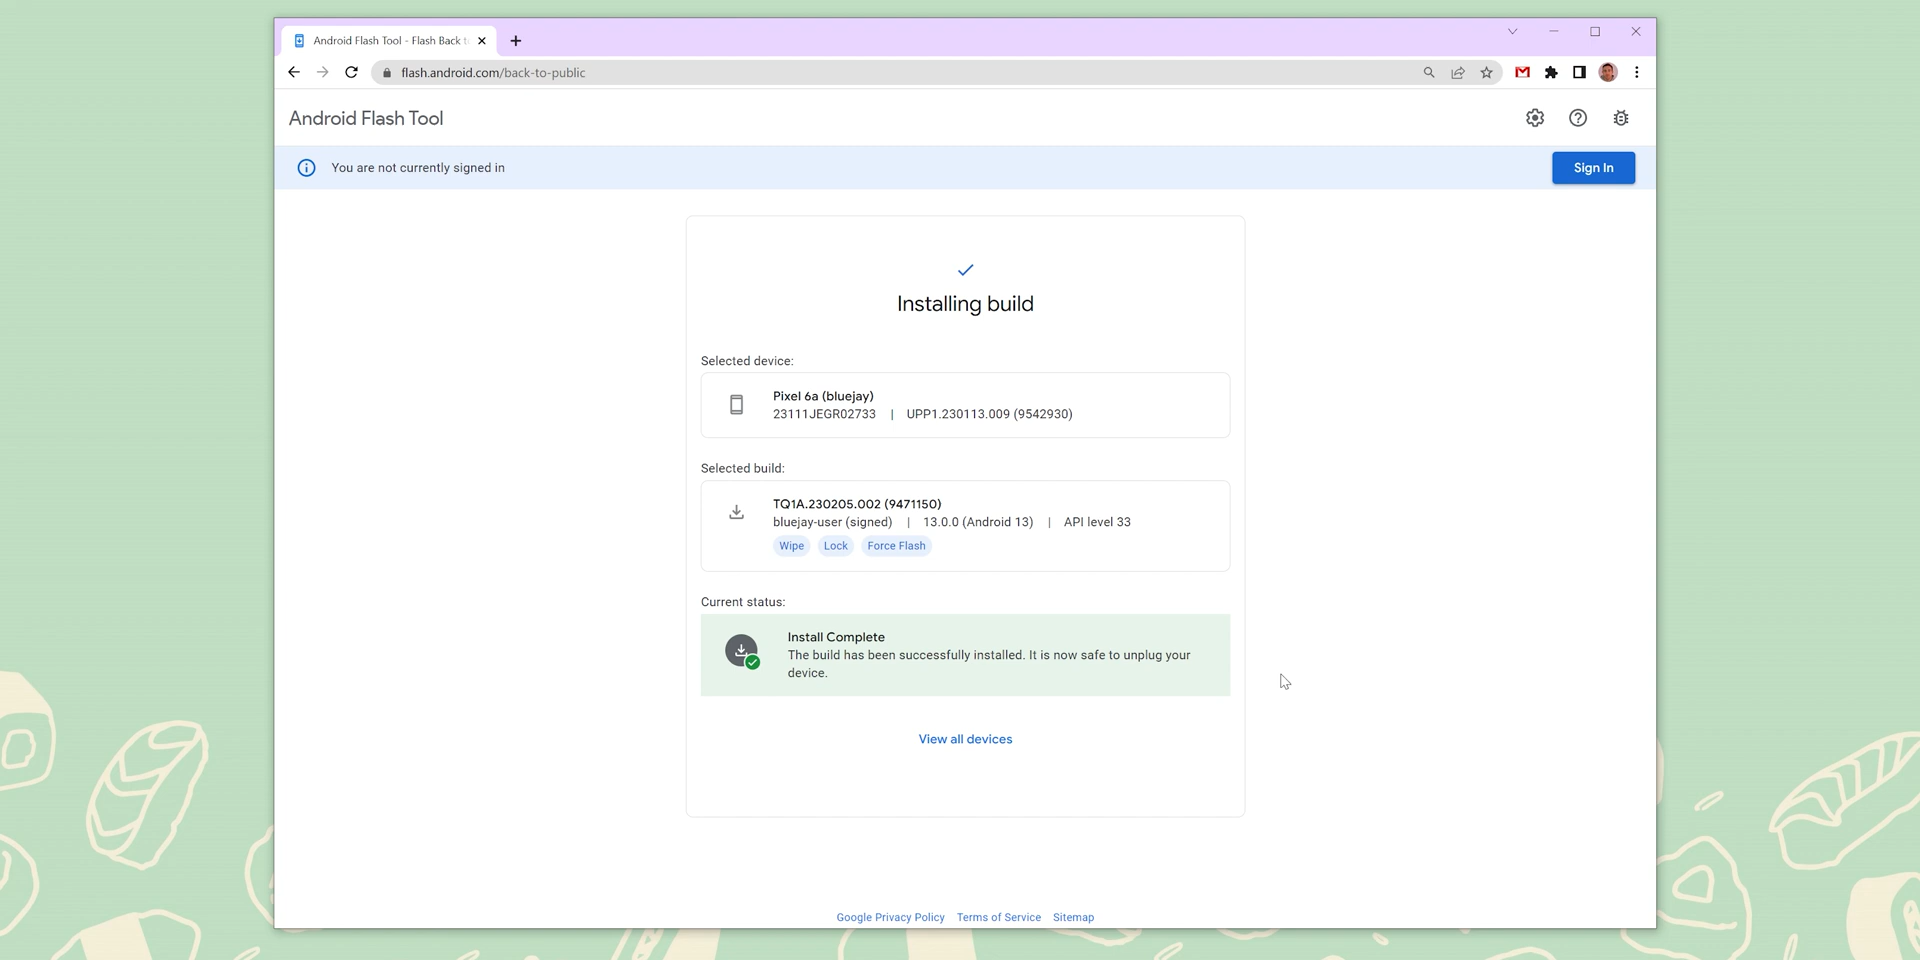 Android Flash Tool - Flash Back to
flash.android.com/back-to-public
Android Flash Tool
You are not currently signed in
Sign In
Installing build
Selected device:
Pixel 6a (bluejay)
23111JEGR02733 | UPP1.230113.009 (9542930)
Selected build:
TQ1A.230205.002 (9471150)
bluejay-user (signed) | 13.0.0 (Android 13) | API level 33
Wipe Lock Force Flash
Current status:
Install Complete
The build has been successfully installed. It is now safe to unplug your
device.
View all devices
Google Privacy Policy Terms of Service Sitemap